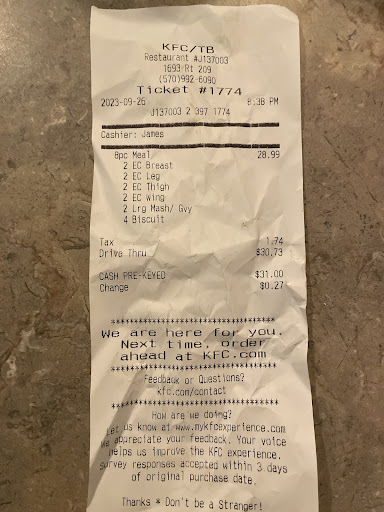 KFC/TB
Restaurant #J137003
1693 Rt 209
(570)992-6090
Ticket #1774
2023-09-26 8:38 PM
J137003 2 397 1774
Cashier: James
8pc Meal 28.99
2 EC Breast
2 EC Leg
2 EC Thigh
2 EC Wing
2 Lrg Mash/ Gvy
4 Biscuit
Tax 1.74
Drive Thru $30.73
CASH PRE-KEYED $31.00
Change $0.27
****************************************
We are here for you.
Next time, order
ahead at KFC.com
****************************************
Feedback or Questions?
kfc.com/contact
****************************************
How are we doing?
Let us know at www.mykfcexperience.com
We appreciate your feedback. Your voice
helps us improve the KFC experience.
survey responses accepted within 3 days
of original purchase date.
Thanks * Don't be a Stranger!